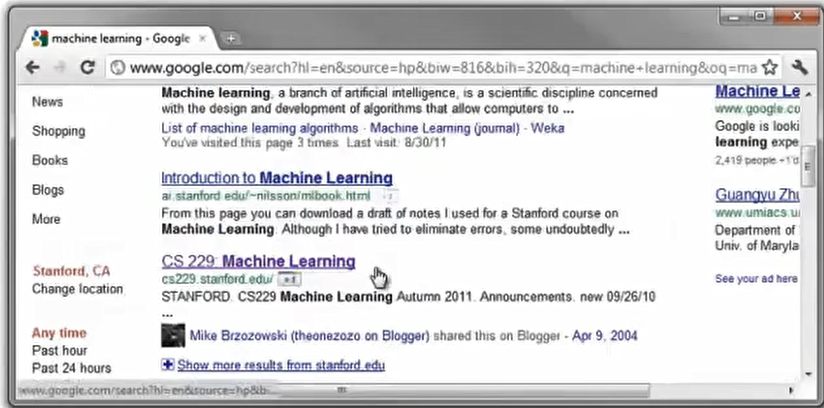 machine learning - Google
www.google.com/search?hl=en&source=hp&biw=816&bih=320&q=machine+learning&oq=ma
News
Shopping
Books
Blogs
More
Stanford, CA
Change location
Any time
Past hour
Past 24 hours
Machine learning, a branch of artificial intelligence, is a scientific discipline concerned
with the design and development of algorithms that allow computers to ...
List of machine learning algorithms - Machine Learning (journal) - Weka
You've visited this page 3 times. Last visit: 8/30/11
Introduction to Machine Learning
ai.stanford.edu/~nilsson/mlbook.html
From this page you can download a draft of notes I used for a Stanford course on
Machine Learning. Although I have tried to eliminate errors, some undoubtedly ...
CS 229: Machine Learning
cs229.stanford.edu/ +1
STANFORD. CS229 Machine Learning Autumn 2011. Announcements. new 09/26/10
...
Mike Brzozowski (theonezozo on Blogger) shared this on Blogger - Apr 9, 2004
Show more results from stanford.edu
Machine Le
www.google.co
Google is looki
learning expe
2,419 people +1'd
Guangyu Zhu
www.umiacs.u
Department of
Univ. of Maryla
See your ad here
www.google.com/search?hl=en&source=hp&b...